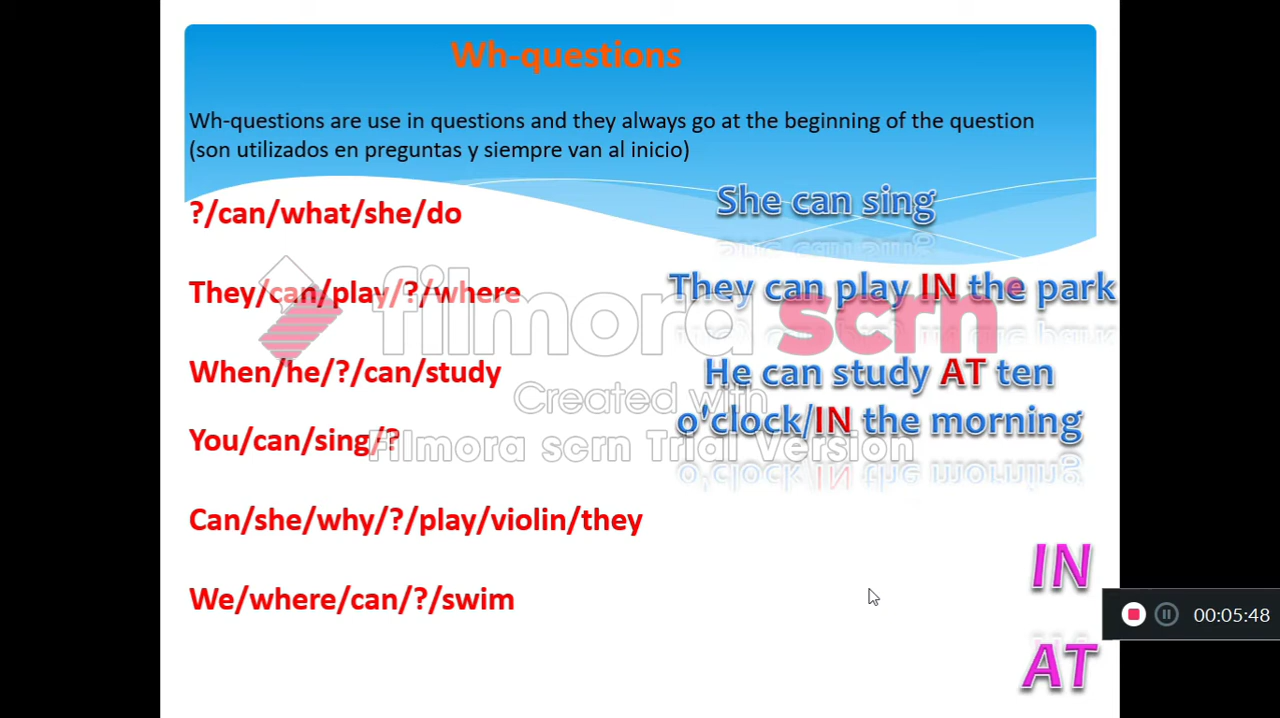 Wh-questions
Wh-questions are use in questions and they always go at the beginning of the question
(son utilizados en preguntas y siempre van al inicio)
?/can/what/she/do
She can sing
They/can/play/?/where
They can play IN the park
filmora scrn
When/he/?/can/study
He can study AT ten
o'clock/IN the morning
Created with
You/can/sing/?
Filmora scrn Trial Version
Can/she/why/?/play/violin/they
We/where/can/?/swim
IN
00:05:48
AT